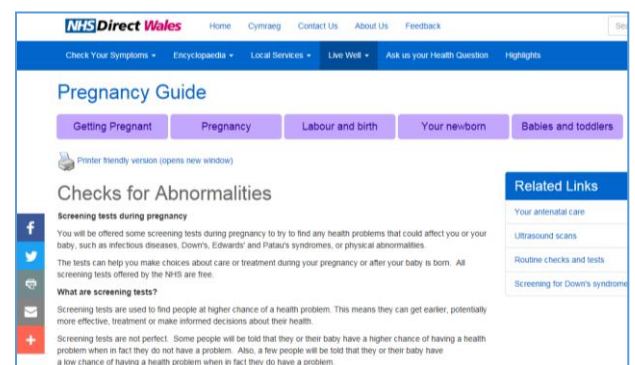 NHS Direct Wales
Home Cymraeg Contact Us About Us Feedback
Check Your Symptoms Encyclopaedia Local Services Live Well Ask us your Health Question Highlights
Pregnancy Guide
Getting Pregnant Pregnancy Labour and birth Your newborn Babies and toddlers
Printer friendly version (opens new window)
Checks for Abnormalities
Screening tests during pregnancy
You will be offered some screening tests during pregnancy to try to find any health problems that could affect you or your
baby, such as infectious diseases, Down's, Edwards' and Patau's syndromes, or physical abnormalities.
The tests can help you make choices about care or treatment during your pregnancy or after your baby is born. All
screening tests offered by the NHS are free.
What are screening tests?
Screening tests are used to find people at higher chance of a health problem. This means they can get earlier, potentially
more effective, treatment or make informed decisions about their health.
Screening tests are not perfect. Some people will be told that they or their baby have a higher chance of having a health
problem when in fact they do not have a problem. Also, a few people will be told that they or their baby have
a low chance of having a health problem when in fact they do have a problem.
Related Links
Your antenatal care
Ultrasound scans
Routine checks and tests
Screening for Down's syndrome